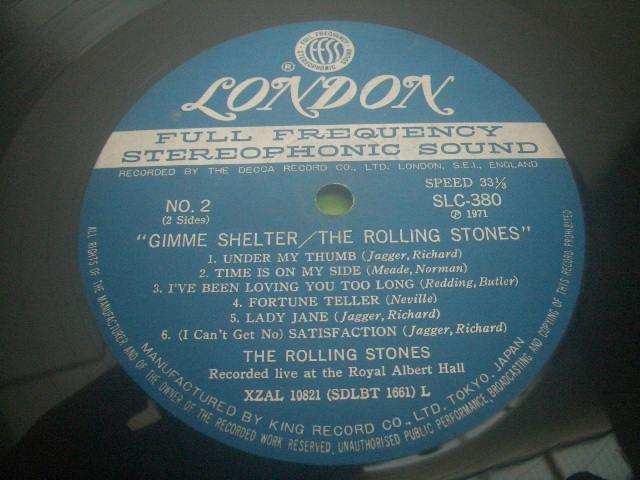 FULL FREQUENCY
ffss
STEREOPHONIC SOUND
®
LONDON
FULL FREQUENCY
STEREOPHONIC SOUND
RECORDED BY THE DECCA RECORD CO., LTD. LONDON, S.E.I., ENGLAND
SPEED 33⅓
NO. 2
SLC-380
(2 Sides)
℗ 1971
"GIMME SHELTER/THE ROLLING STONES"
1. UNDER MY THUMB (Jagger, Richard)
2. TIME IS ON MY SIDE (Meade, Norman)
3. I'VE BEEN LOVING YOU TOO LONG (Redding, Butler)
4. FORTUNE TELLER (Neville)
5. LADY JANE (Jagger, Richard)
6. (I Can't Get No) SATISFACTION (Jagger, Richard)
THE ROLLING STONES
Recorded live at the Royal Albert Hall
XZAL 10821 (SDLBT 1661) L
MANUFACTURED BY KING RECORD CO., LTD. TOKYO, JAPAN
ALL RIGHTS OF THE MANUFACTURER AND OF THE OWNER OF THE RECORDED WORK RESERVED. UNAUTHORISED PUBLIC PERFORMANCE, BROADCASTING AND COPYING OF THIS RECORD PROHIBITED